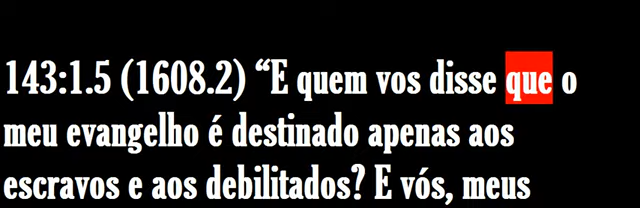 143:1.5 (1608.2) “E quem vos disse que o
meu evangelho é destinado apenas aos
escravos e aos debilitados? E vós, meus